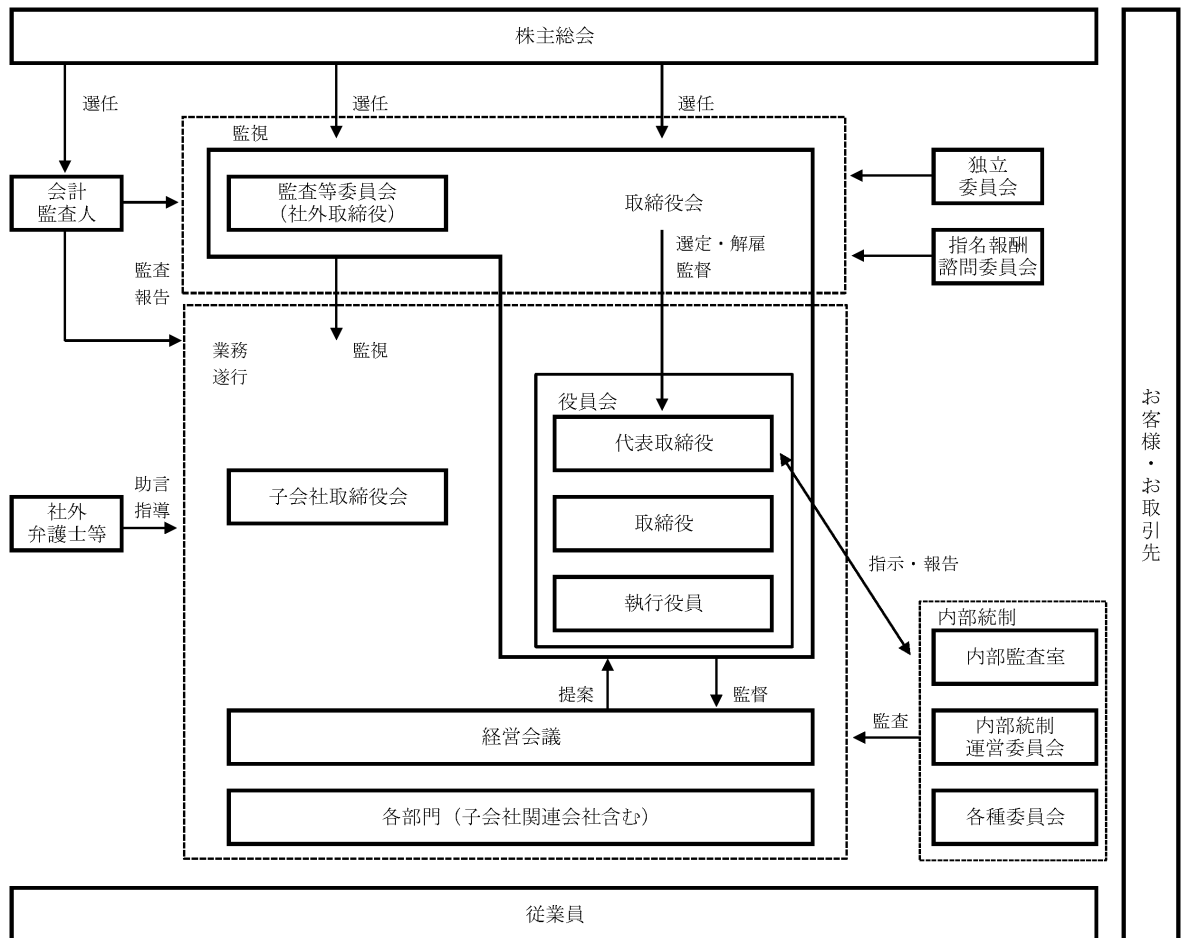 株主総会
選任
選任
選任
監視
会計
監査人
監査等委員会
(社外取締役)
取締役会
独立
委員会
選定・解雇
監督
指名報酬
諮問委員会
監査
報告
業務
遂行
監視
役員会
代表取締役
取締役
執行役員
子会社取締役会
助言
指導
社外
弁護士等
指示・報告
内部統制
内部監査室
内部統制
運営委員会
各種委員会
監査
提案
監督
経営会議
各部門（子会社関連会社含む）
従業員
お客様・お取引先